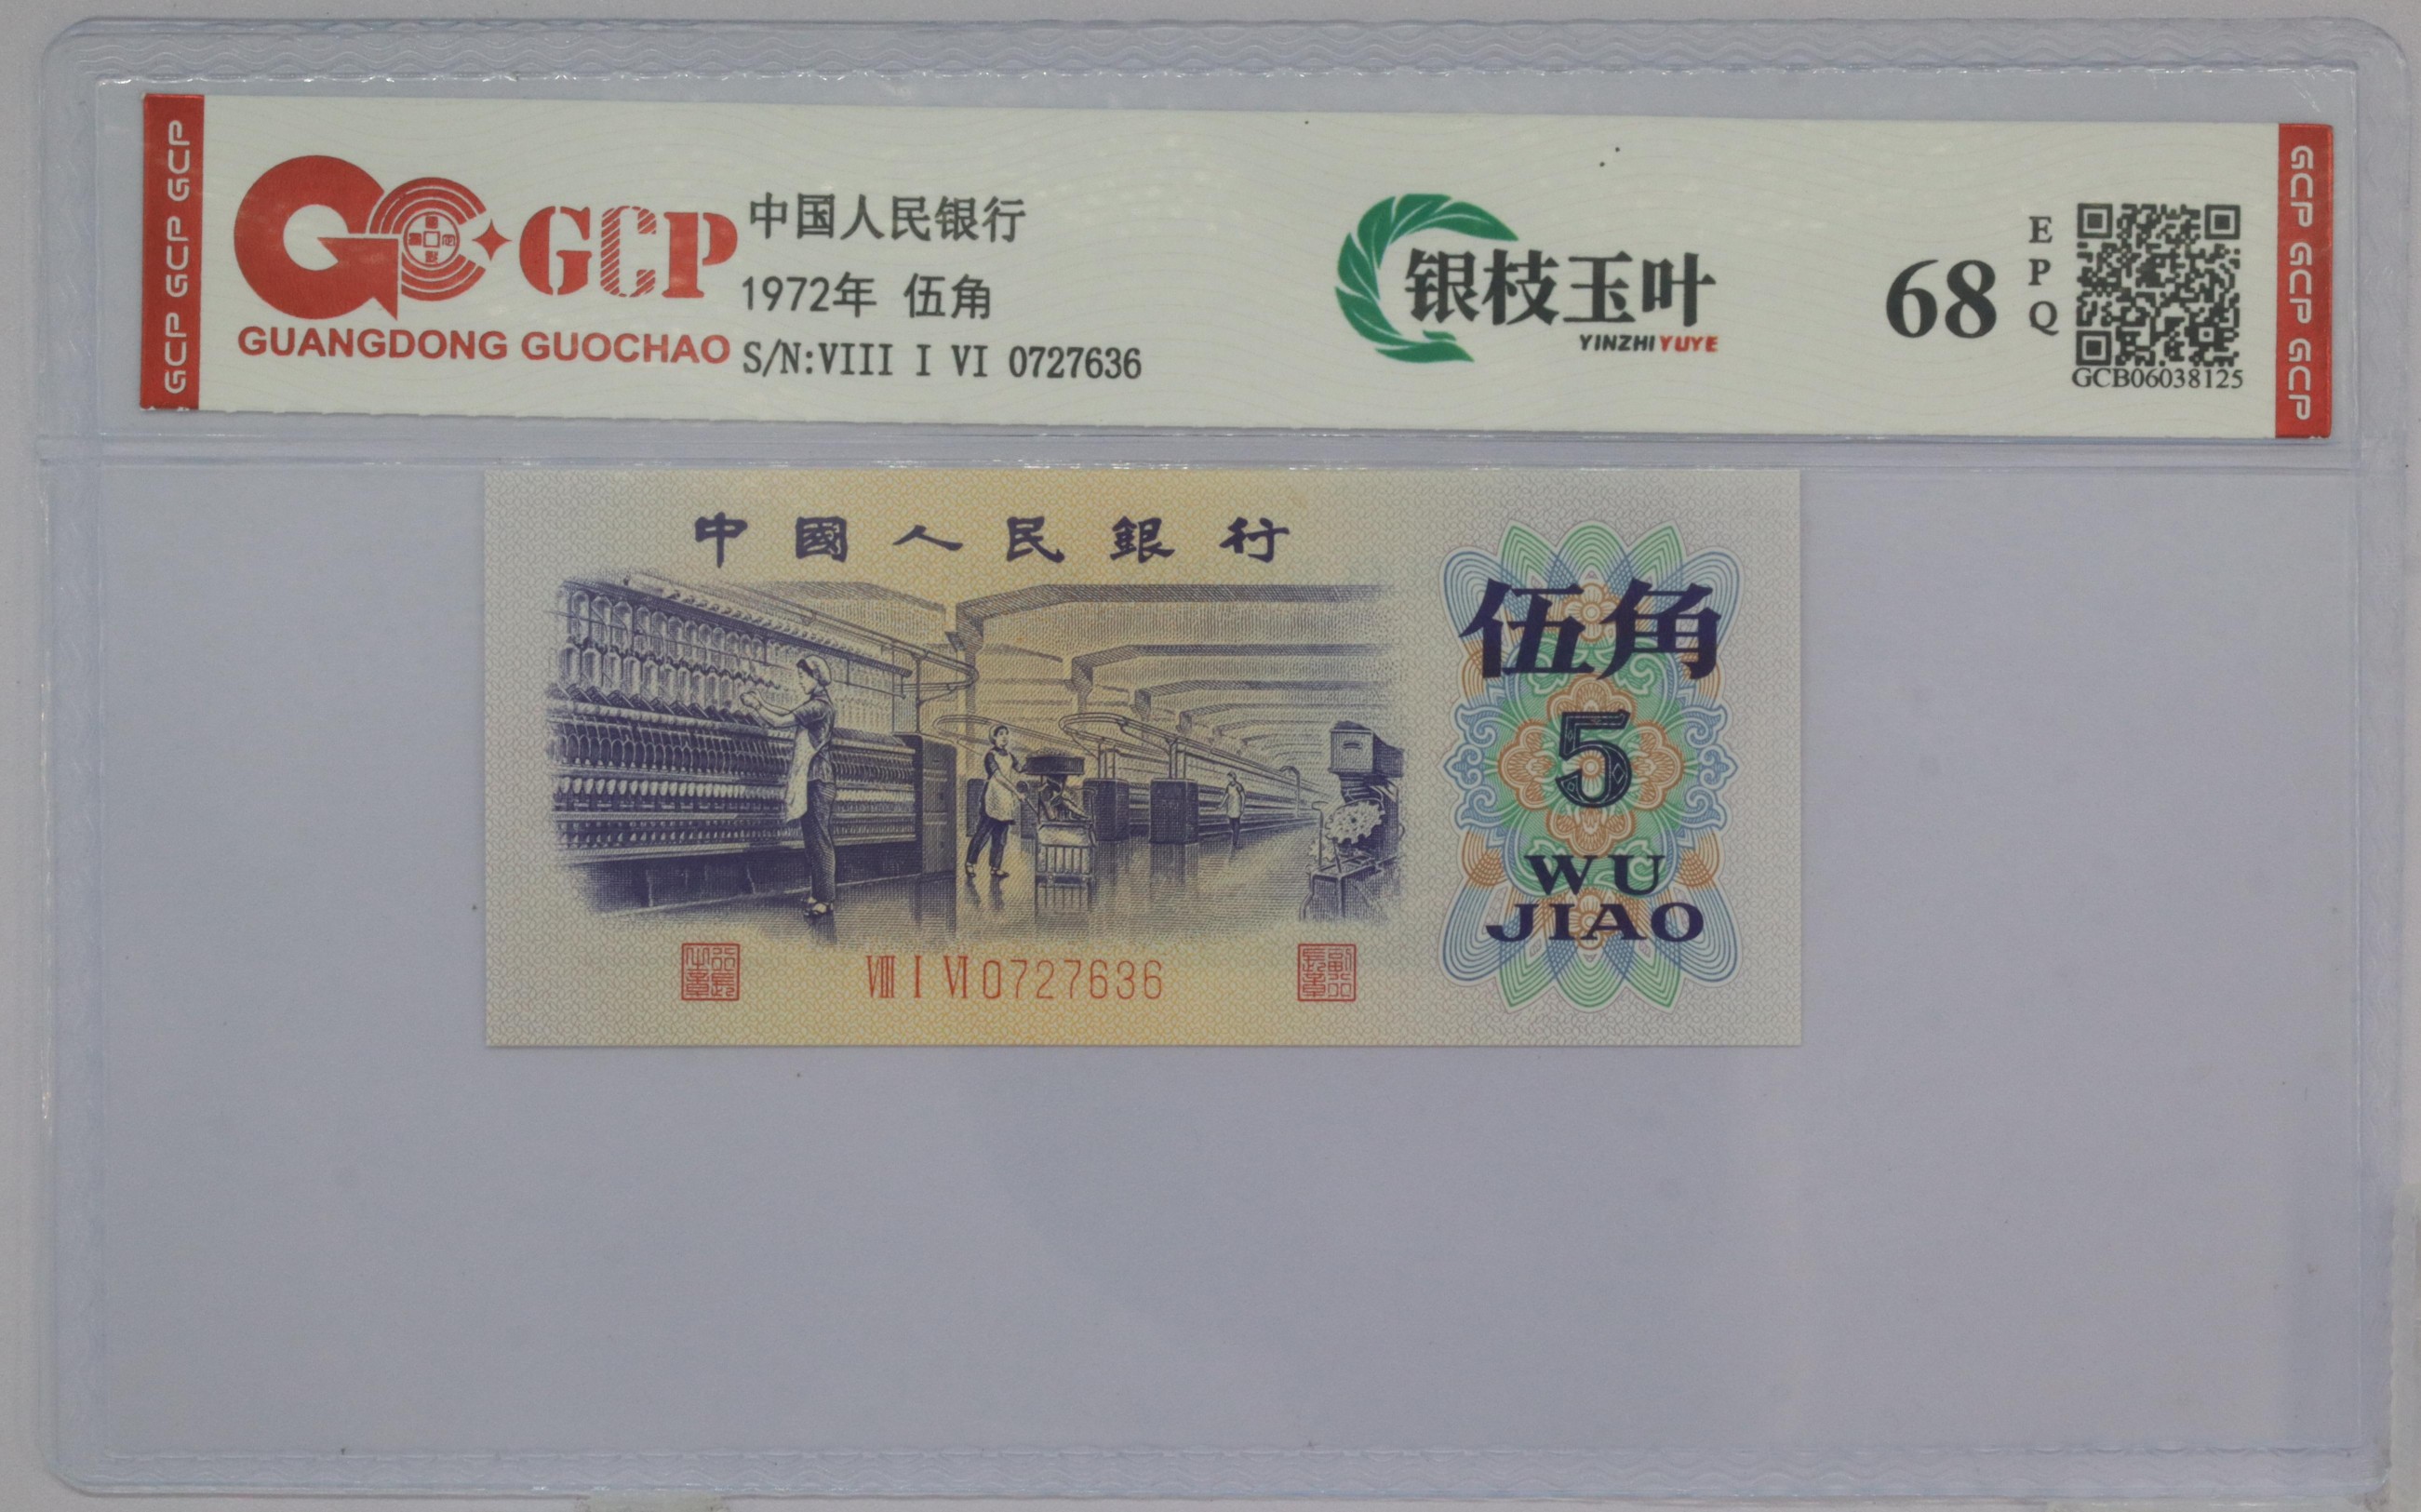 GCP GCP GCP
GCP
GUANGDONG GUOCHAO
中国人民银行
1972年 伍角
S/N:VIII I VI 0727636
银枝玉叶
YINZHIYUYE
68
EPQ
GCB06038125
GCP GCP GCP
中國人民銀行
伍角
5
WU
JIAO
VIII I VI 0727636